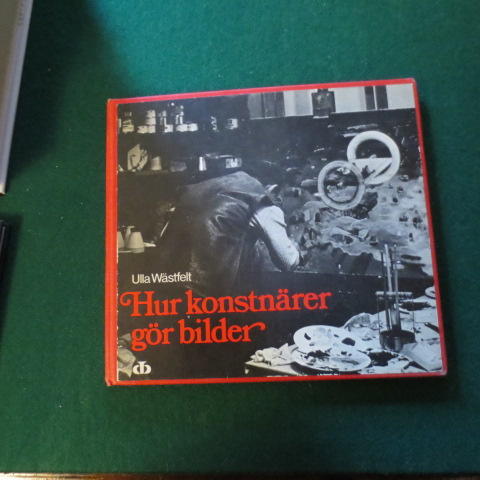 Ulla Wästfelt
Hur konstnärer
gör bilder